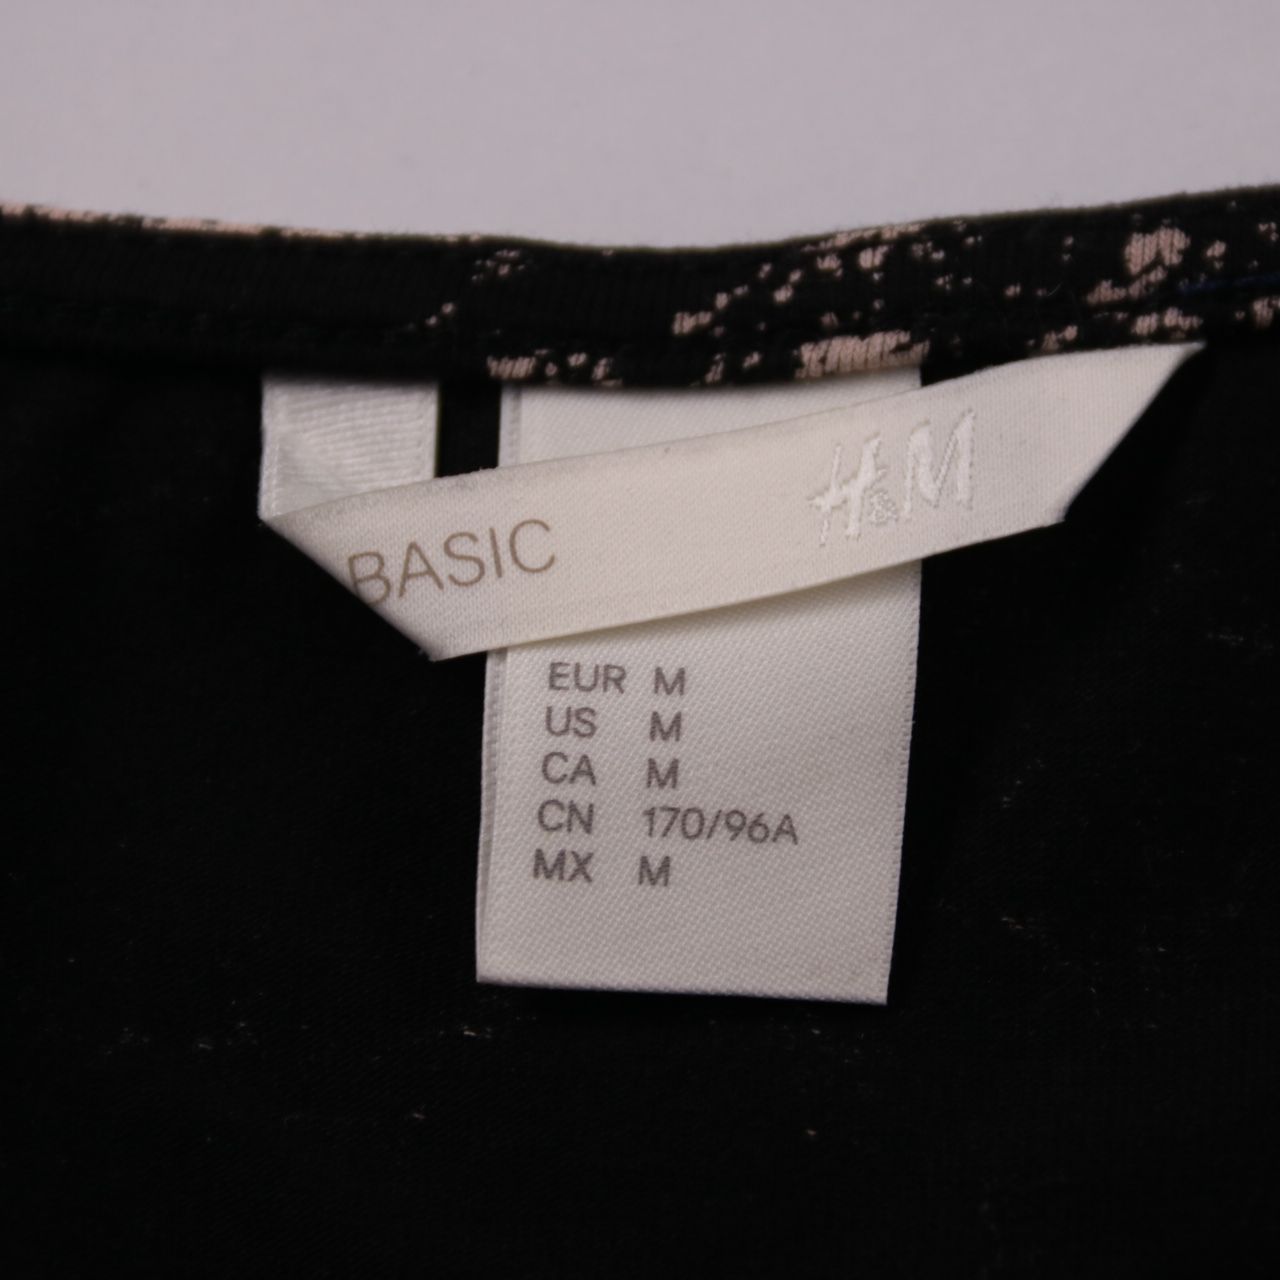 BASIC H&M
EUR M
US M
CA M
CN 170/96A
MX M